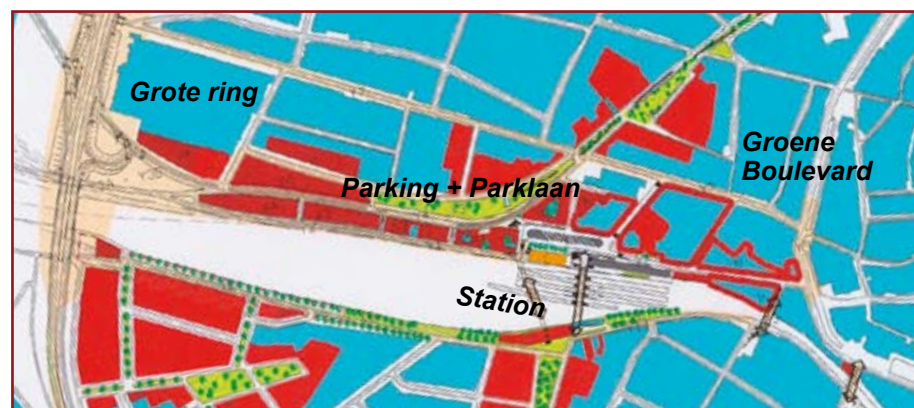 Grote ring
Groene
Boulevard
Parking + Parklaan
Station